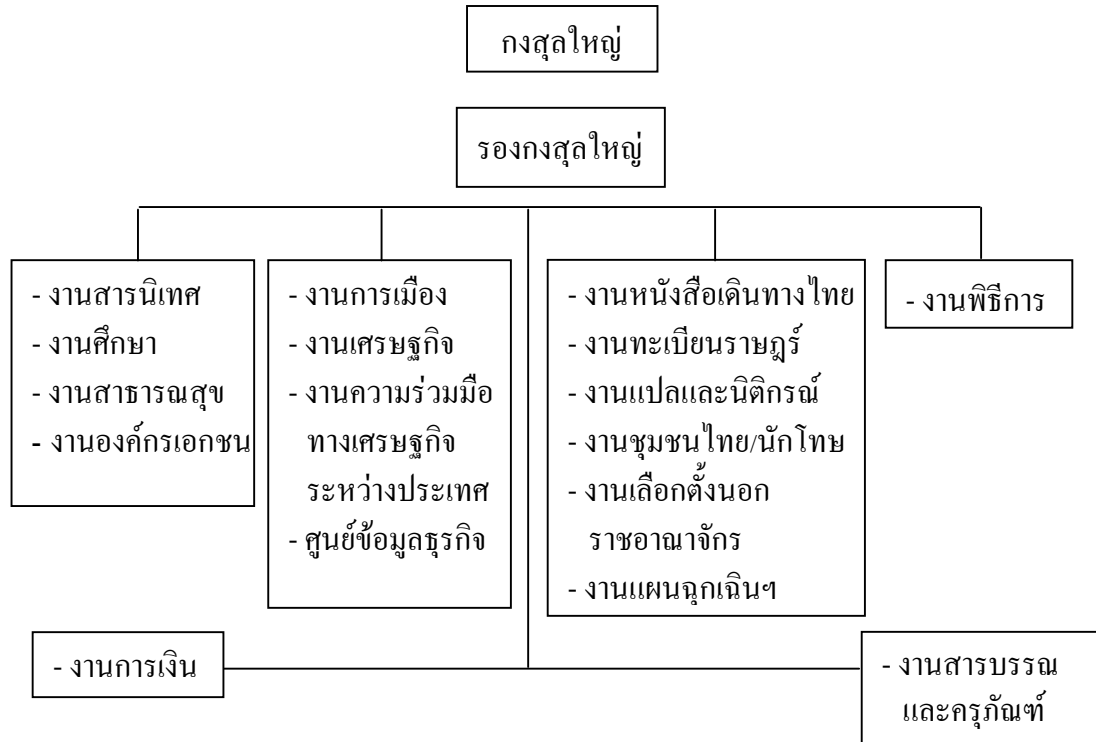 กงสุลใหญ่
รองกงสุลใหญ่
- งานสารนิเทศ
- งานศึกษา
- งานสาธารณสุข
- งานองค์กรเอกชน
- งานการเมือง
- งานเศรษฐกิจ
- งานความร่วมมือ
ทางเศรษฐกิจ
ระหว่างประเทศ
- ศูนย์ข้อมูลธุรกิจ
- งานหนังสือเดินทางไทย
- งานทะเบียนราษฎร์
- งานแปลและนิติกรณ์
- งานชุมชนไทย/นักโทษ
- งานเลือกตั้งนอก
ราชอาณาจักร
- งานแผนฉุกเฉินฯ
- งานพิธีการ
- งานการเงิน
- งานสารบรรณ
และครุภัณฑ์